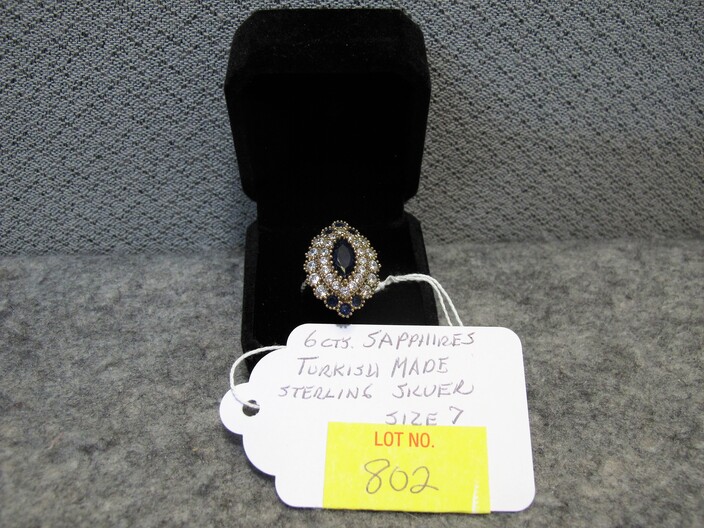 6 CTS. SAPPHIRES
TURKISH MADE
STERLING SILVER
SIZE 7
LOT NO.
802